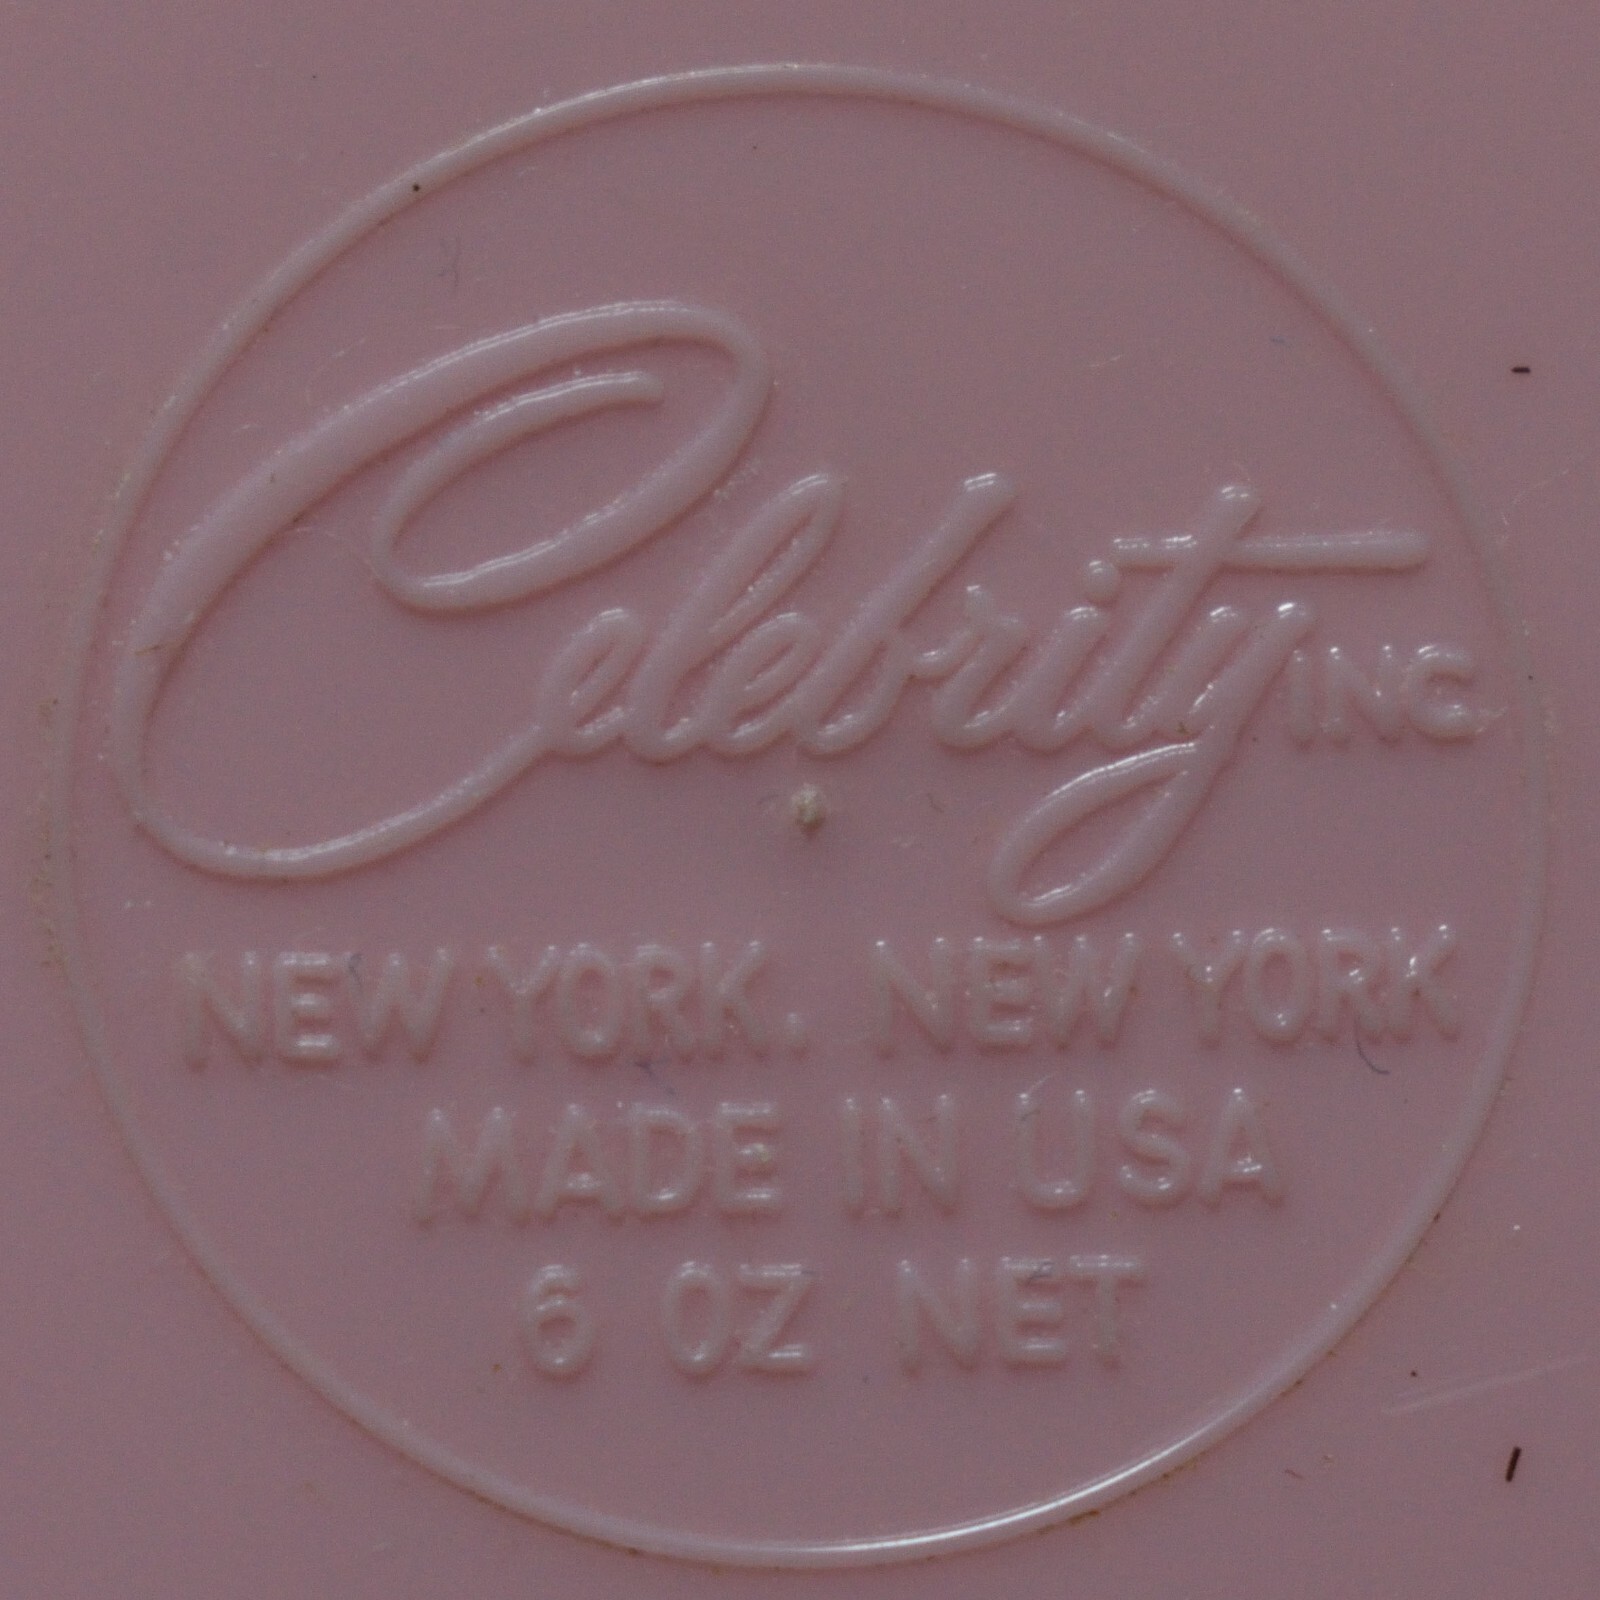 Celebrity INC
NEW YORK. NEW YORK
MADE IN USA
6 OZ NET